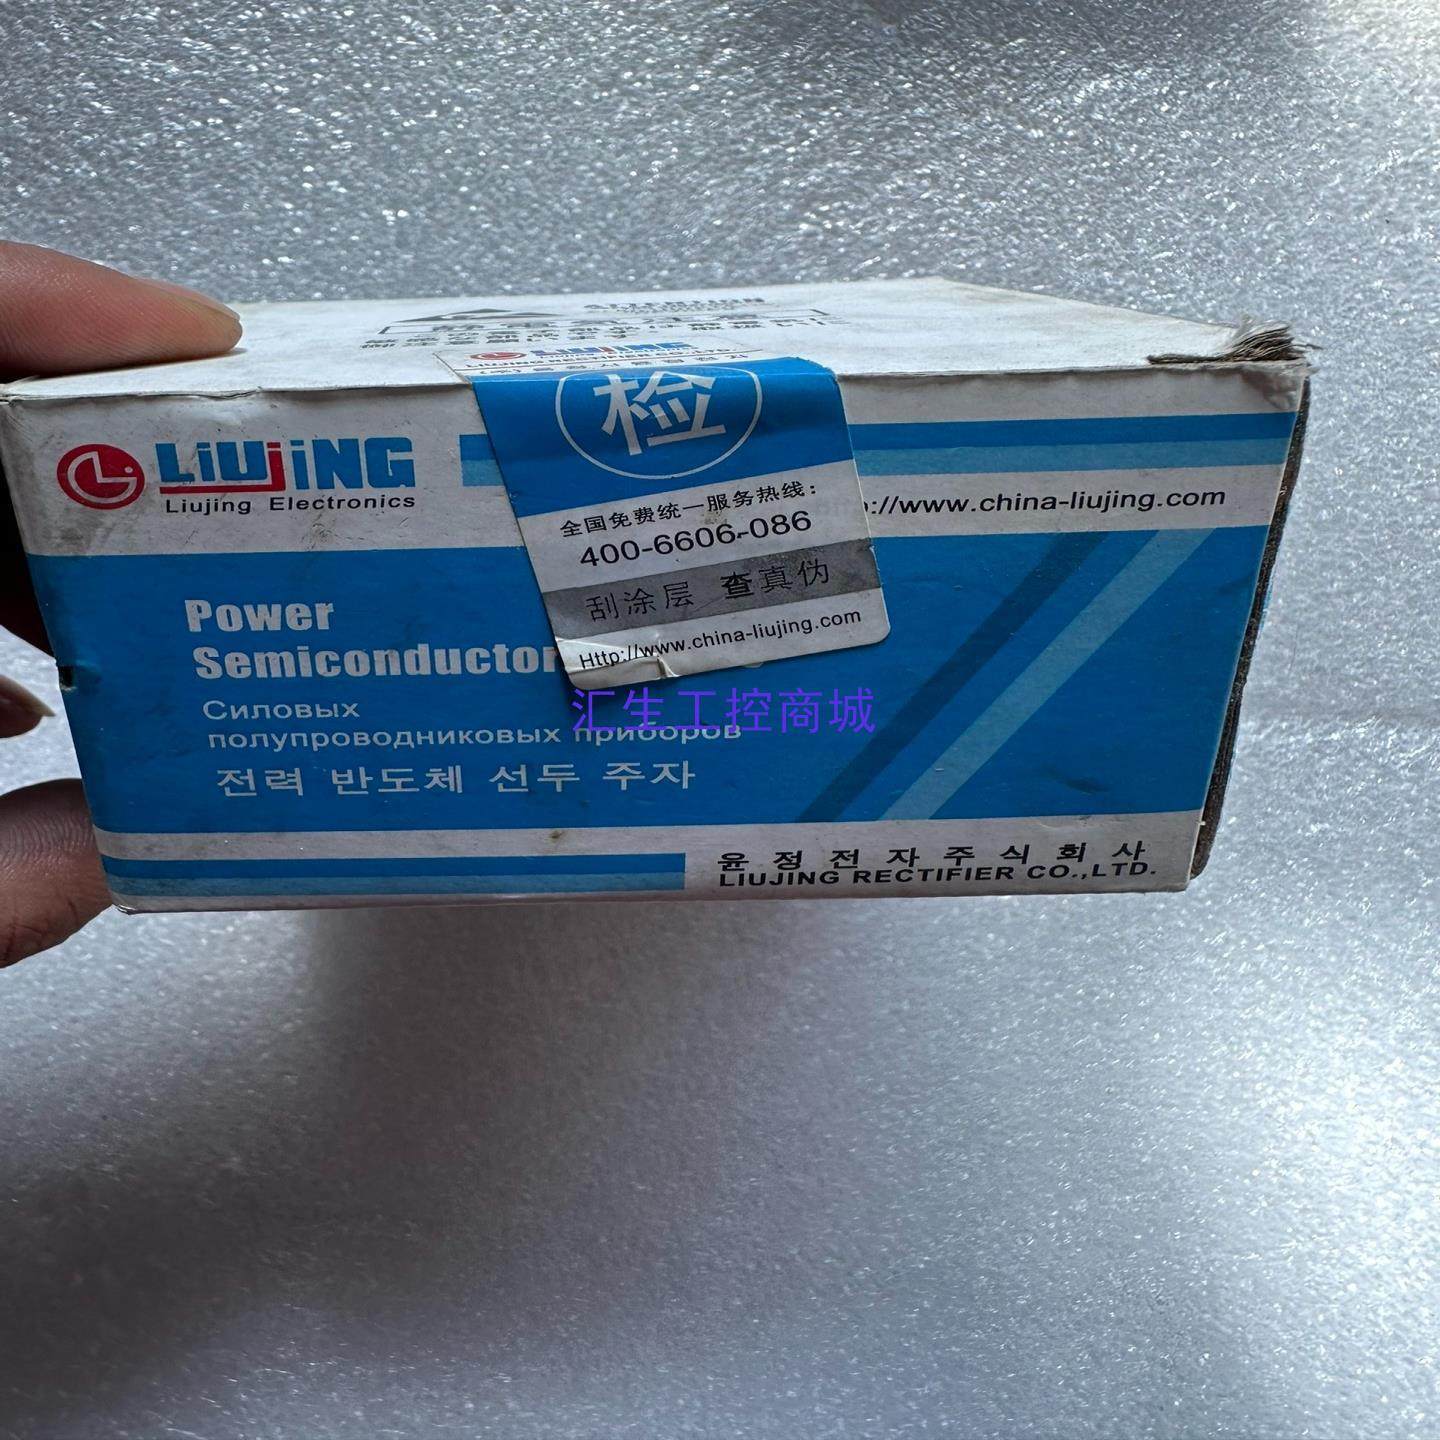 ATTENTION
LIUJING
检
全国免费统一服务热线:
400-6606-086
刮涂层 查真伪
Http://www.china-liujing.com
LIUJING
Liujing Electronics
://www.china-liujing.com
Power
Semiconductor
Силовых
полупроводниковых приборов
전력 반도체 선두 주자
汇生工控商城
윤정전자주식회사
LIUJING RECTIFIER CO.,LTD.